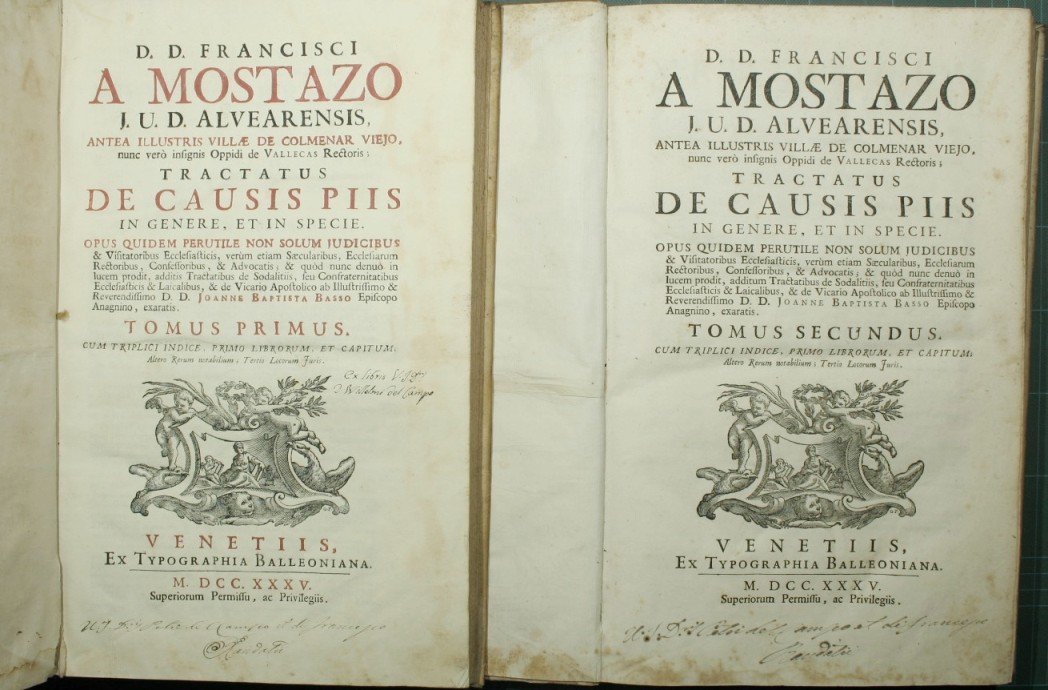 D. D. FRANCISCI
A MOSTAZO
J. U. D. ALVEARENSIS,
ANTEA ILLUSTRIS VILLÆ DE COLMENAR VIEJO,
nunc verò insignis Oppidi de VALLECAS Rectoris;
TRACTATUS
DE CAUSIS PIIS
IN GENERE, ET IN SPECIE.
OPUS QUIDEM PERUTILE NON SOLUM JUDICIBUS
& Visitatoribus Ecclesiasticis, verùm etiam Sæcularibus, Ecclesiarum
Rectoribus, Confessoribus, & Advocatis; & quòd nunc denuò in
lucem prodit, additis Tractatibus de Sodalitiis, seu Confraternitatibus
Ecclesiasticis & Laicalibus, & de Vicario Apostolico ab Illustrissimo &
Reverendissimo D. D. JOANNE BAPTISTA BASSO Episcopo
Anagnino, exaratis.
TOMUS PRIMUS,
CUM TRIPLICI INDICE, PRIMO LIBRORUM, ET CAPITUM;
Altero Rerum notabilium; Tertio Locorum Juris.
ex libris
del Campo
VENETIIS,
EX TYPOGRAPHIA BALLEONIANA.
M. DCC. XXXV.
Superiorum Permissu, ac Privilegiis.
D. D. FRANCISCI
A MOSTAZO
J. U. D. ALVEARENSIS,
ANTEA ILLUSTRIS VILLÆ DE COLMENAR VIEJO,
nunc verò insignis Oppidi de VALLECAS Rectoris;
TRACTATUS
DE CAUSIS PIIS
IN GENERE, ET IN SPECIE.
OPUS QUIDEM PERUTILE NON SOLUM JUDICIBUS
& Visitatoribus Ecclesiasticis, verùm etiam Sæcularibus, Ecclesiarum
Rectoribus, Confessoribus, & Advocatis; & quòd nunc denuò in
lucem prodit, additum Tractatibus de Sodalitiis, seu Confraternitatibus
Ecclesiasticis & Laicalibus, & de Vicario Apostolico ab Illustrissimo &
Reverendissimo D. D. JOANNE BAPTISTA BASSO Episcopo
Anagnino, exaratis.
TOMUS SECUNDUS,
CUM TRIPLICI INDICE, PRIMO LIBRORUM, ET CAPITUM;
Altero Rerum notabilium; Tertio Locorum Juris.
VENETIIS,
EX TYPOGRAPHIA BALLEONIANA.
M. DCC. XXXV.
Superiorum Permissu, ac Privilegiis.